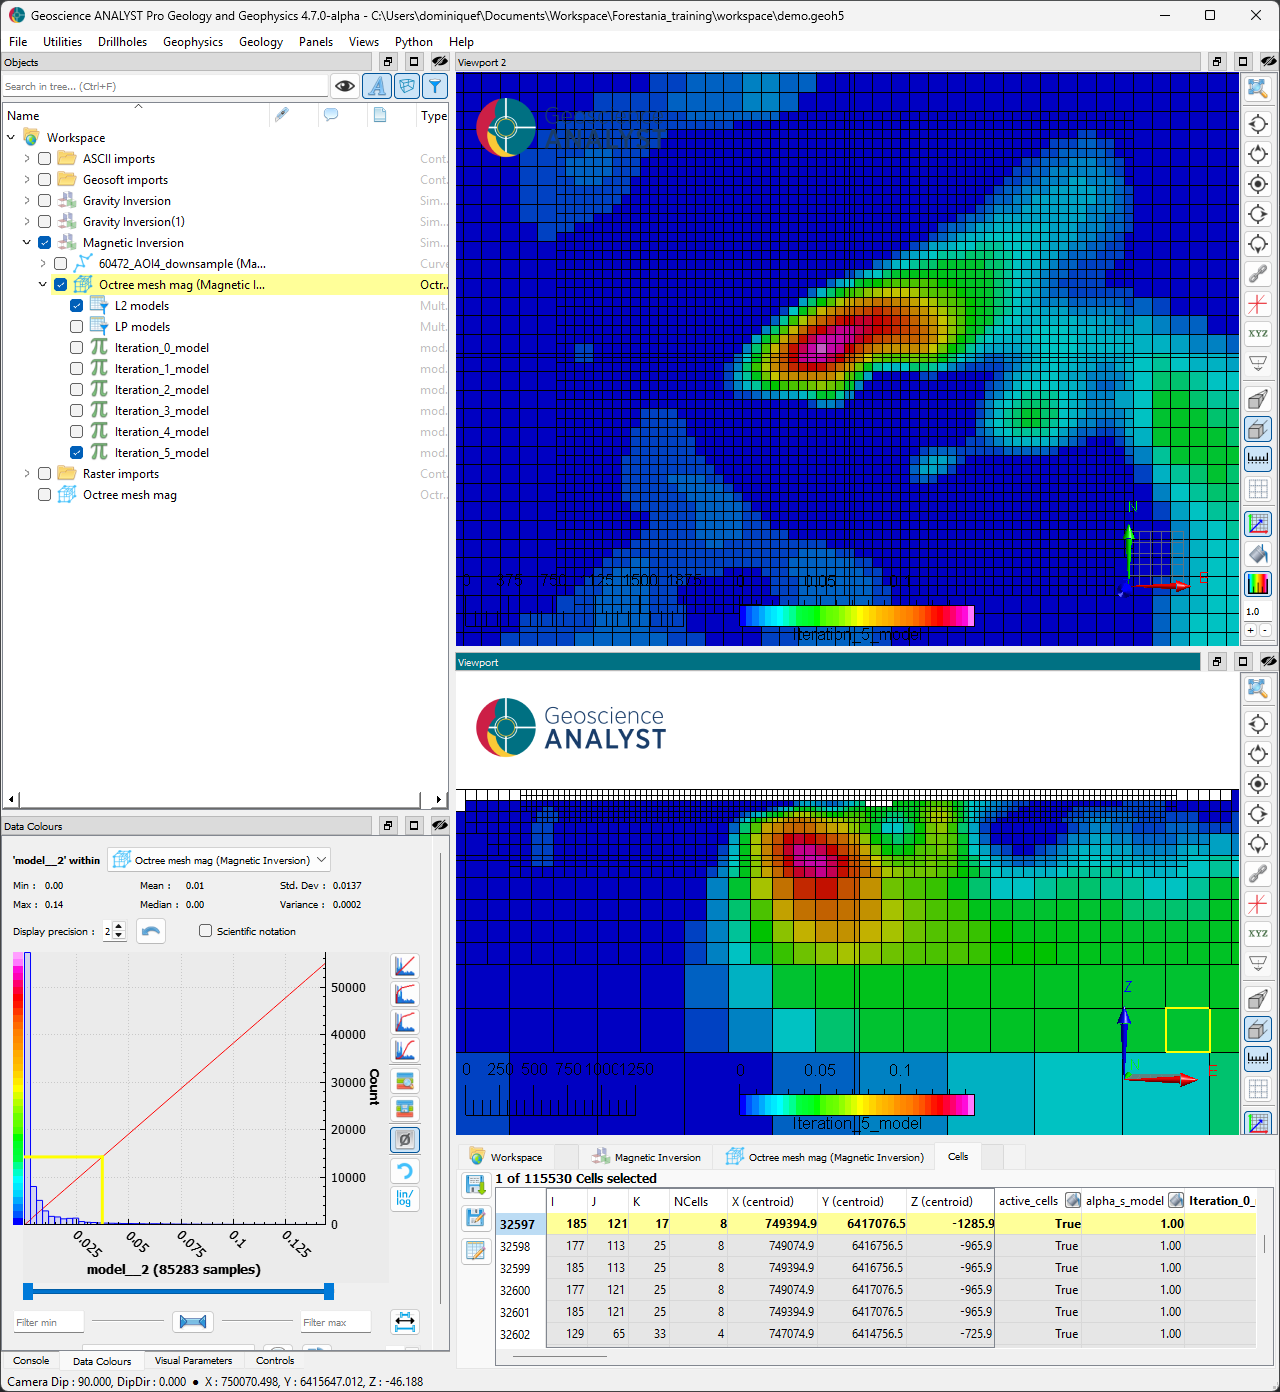 Geoscience ANALYST Pro Geology and Geophysics 4.7.0-alpha - C:\Users\dominiquef\Documents\Workspace\Forestania_training\workspace\demo.geoh5
File Utilities Drillholes Geophysics Geology Panels Views Python Help
Objects
Search in tree... (Ctrl+F)
Name Type
Workspace
ASCII imports Cont.
Geosoft imports Cont.
Gravity Inversion Sim...
Gravity Inversion(1) Sim...
Magnetic Inversion Sim...
60472_AOI4_downsample (Ma... Curve
Octree mesh mag (Magnetic I... Octr...
L2 models Mult.
LP models Mult.
Iteration_0_model mod.
Iteration_1_model mod.
Iteration_2_model mod.
Iteration_3_model mod.
Iteration_4_model mod.
Iteration_5_model mod.
Raster imports Cont.
Octree mesh mag Octr...
Viewport 2
Geoscience
ANALYST
N
E
0 375 750 1125 1500 1875
0.05 0.1
Iteration_5_model
XYZ
1.0
+ -
Viewport
Geoscience
ANALYST
Z
0 250 500 750 1000 1250
0. 0.05 0.1
Iteration_5_model
XYZ
Data Colours
'model__2' within Octree mesh mag (Magnetic Inversion)
Min : 0.00 Mean : 0.01 Std. Dev : 0.0137
Max : 0.14 Median : 0.00 Variance : 0.0002
Display precision : 2 Scientific notation
50000
40000
30000
20000
10000
0
Count
0.025 0.05 0.075 0.1 0.125
model__2 (85283 samples)
lin/
log
Filter min Filter max
Console Data Colours Visual Parameters Controls
Workspace Magnetic Inversion Octree mesh mag (Magnetic Inversion) Cells
1 of 115530 Cells selected
I J K NCells X (centroid) Y (centroid) Z (centroid) active_cells alpha_s_model Iteration_0_
32597 185 121 17 8 749394.9 6417076.5 -1285.9 True 1.00
32598 177 113 25 8 749074.9 6416756.5 -965.9 True 1.00
32599 185 113 25 8 749394.9 6416756.5 -965.9 True 1.00
32600 177 121 25 8 749074.9 6417076.5 -965.9 True 1.00
32601 185 121 25 8 749394.9 6417076.5 -965.9 True 1.00
32602 129 65 33 4 747074.9 6414756.5 -725.9 True 1.00
Camera Dip : 90.000, DipDir : 0.000 ● X : 750070.498, Y : 6415647.012, Z : -46.188